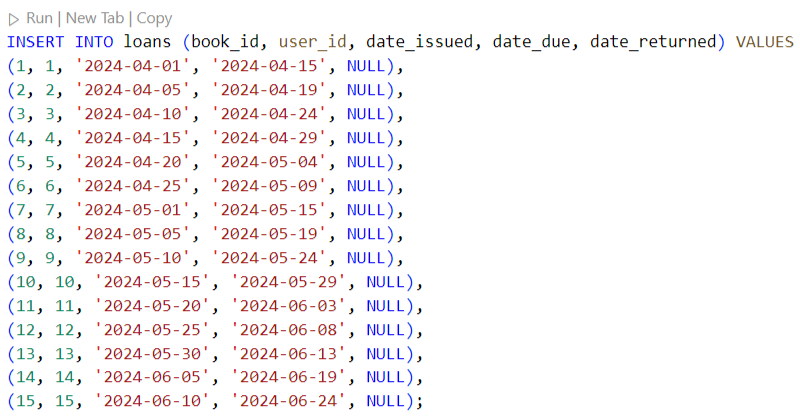 Run | New Tab | Copy
INSERT INTO loans (book_id, user_id, date_issued, date_due, date_returned) VALUES
(1, 1, '2024-04-01', '2024-04-15', NULL),
(2, 2, '2024-04-05', '2024-04-19', NULL),
(3, 3, '2024-04-10', '2024-04-24', NULL),
(4, 4, '2024-04-15', '2024-04-29', NULL),
(5, 5, '2024-04-20', '2024-05-04', NULL),
(6, 6, '2024-04-25', '2024-05-09', NULL),
(7, 7, '2024-05-01', '2024-05-15', NULL),
(8, 8, '2024-05-05', '2024-05-19', NULL),
(9, 9, '2024-05-10', '2024-05-24', NULL),
(10, 10, '2024-05-15', '2024-05-29', NULL),
(11, 11, '2024-05-20', '2024-06-03', NULL),
(12, 12, '2024-05-25', '2024-06-08', NULL),
(13, 13, '2024-05-30', '2024-06-13', NULL),
(14, 14, '2024-06-05', '2024-06-19', NULL),
(15, 15, '2024-06-10', '2024-06-24', NULL);